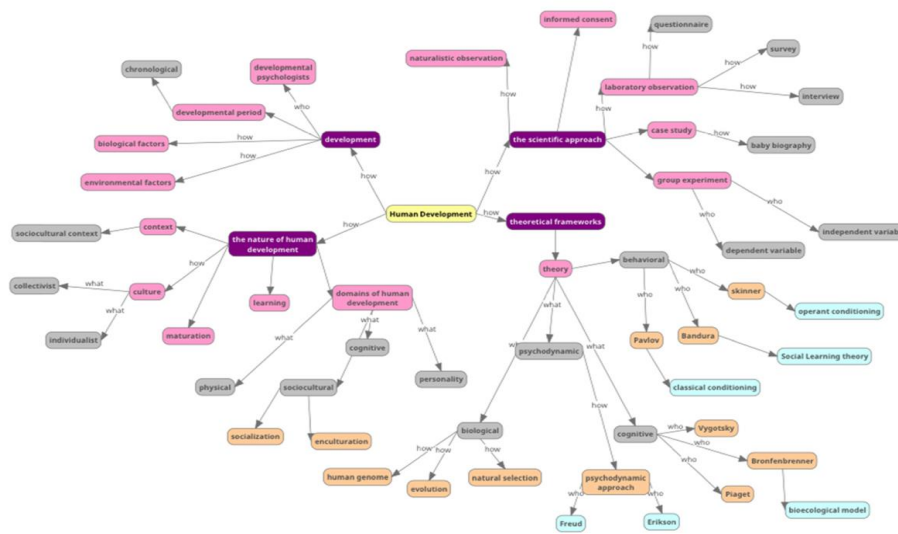 informed consent
questionnaire
survey
naturalistic observation
how
how
how
chronological
developmental
psychologists
laboratory observation
how
interview
how
how
who
developmental period
case study
how
baby biography
biological factors
how
development
the scientific approach
environmental factors
how
how
how
group experiment
who
who
Human Development
how
theoretical frameworks
sociocultural context
context
how
independent variab
the nature of human
development
dependent variable
how
behavioral
who
theory
collectivist
what
culture
learning
domains of human
development
skinner
what
who
who
operant conditioning
what
what
what
individualist
maturation
what
cognitive
what
Pavlov
Bandura
psychodynamic
Social Learning theory
physical
sociocultural
personality
classical conditioning
how
socialization
enculturation
biological
cognitive
who
Vygotsky
who
how
how
how
who
Bronfenbrenner
human genome
evolution
natural selection
psychodynamic
approach
Piaget
who
who
Freud
Erikson
bioecological model